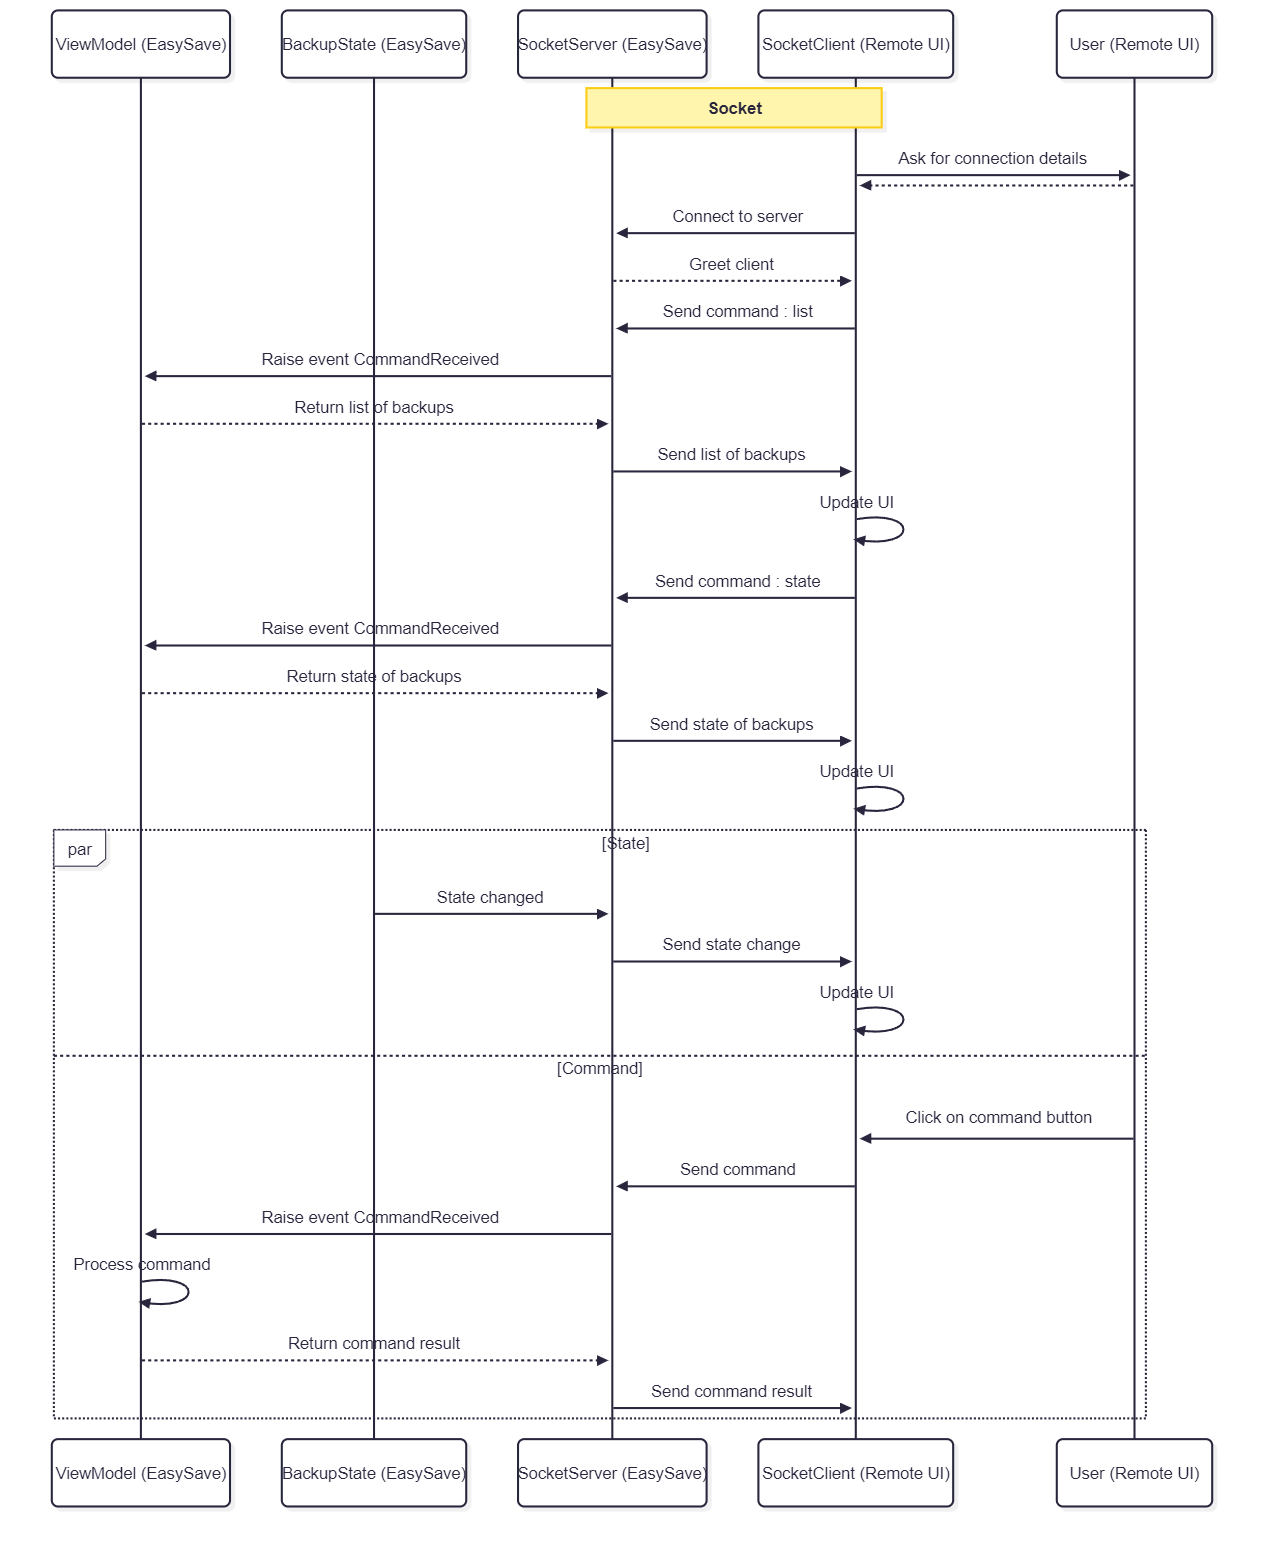 ViewModel (EasySave)
BackupState (EasySave)
SocketServer (EasySave)
SocketClient (Remote UI)
User (Remote UI)
Socket
Ask for connection details
Connect to server
Greet client
Send command : list
Raise event CommandReceived
Return list of backups
Send list of backups
Update UI
Send command : state
Raise event CommandReceived
Return state of backups
Send state of backups
Update UI
par
[State]
State changed
Send state change
Update UI
[Command]
Click on command button
Send command
Raise event CommandReceived
Process command
Return command result
Send command result
ViewModel (EasySave)
BackupState (EasySave)
SocketServer (EasySave)
SocketClient (Remote UI)
User (Remote UI)